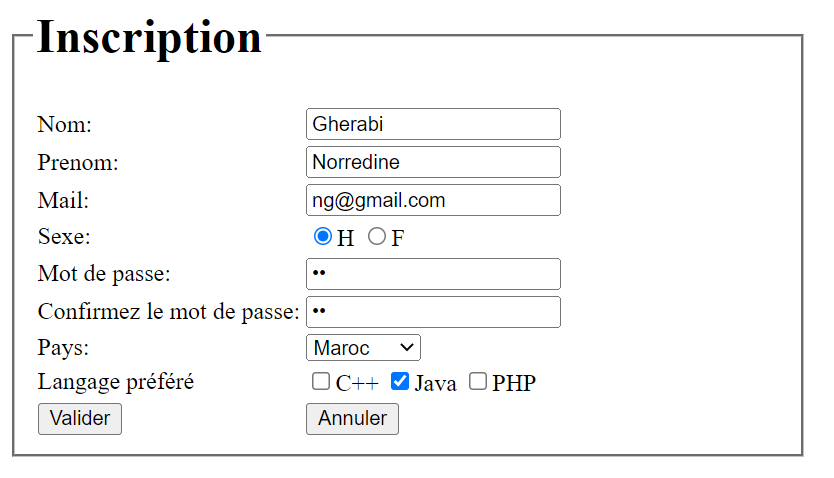 Inscription
Nom: Gherabi
Prenom: Norredine
Mail: ng@gmail.com
Sexe: H F
Mot de passe: ••
Confirmez le mot de passe: ••
Pays: Maroc
Langage préféré C++ Java PHP
Valider Annuler